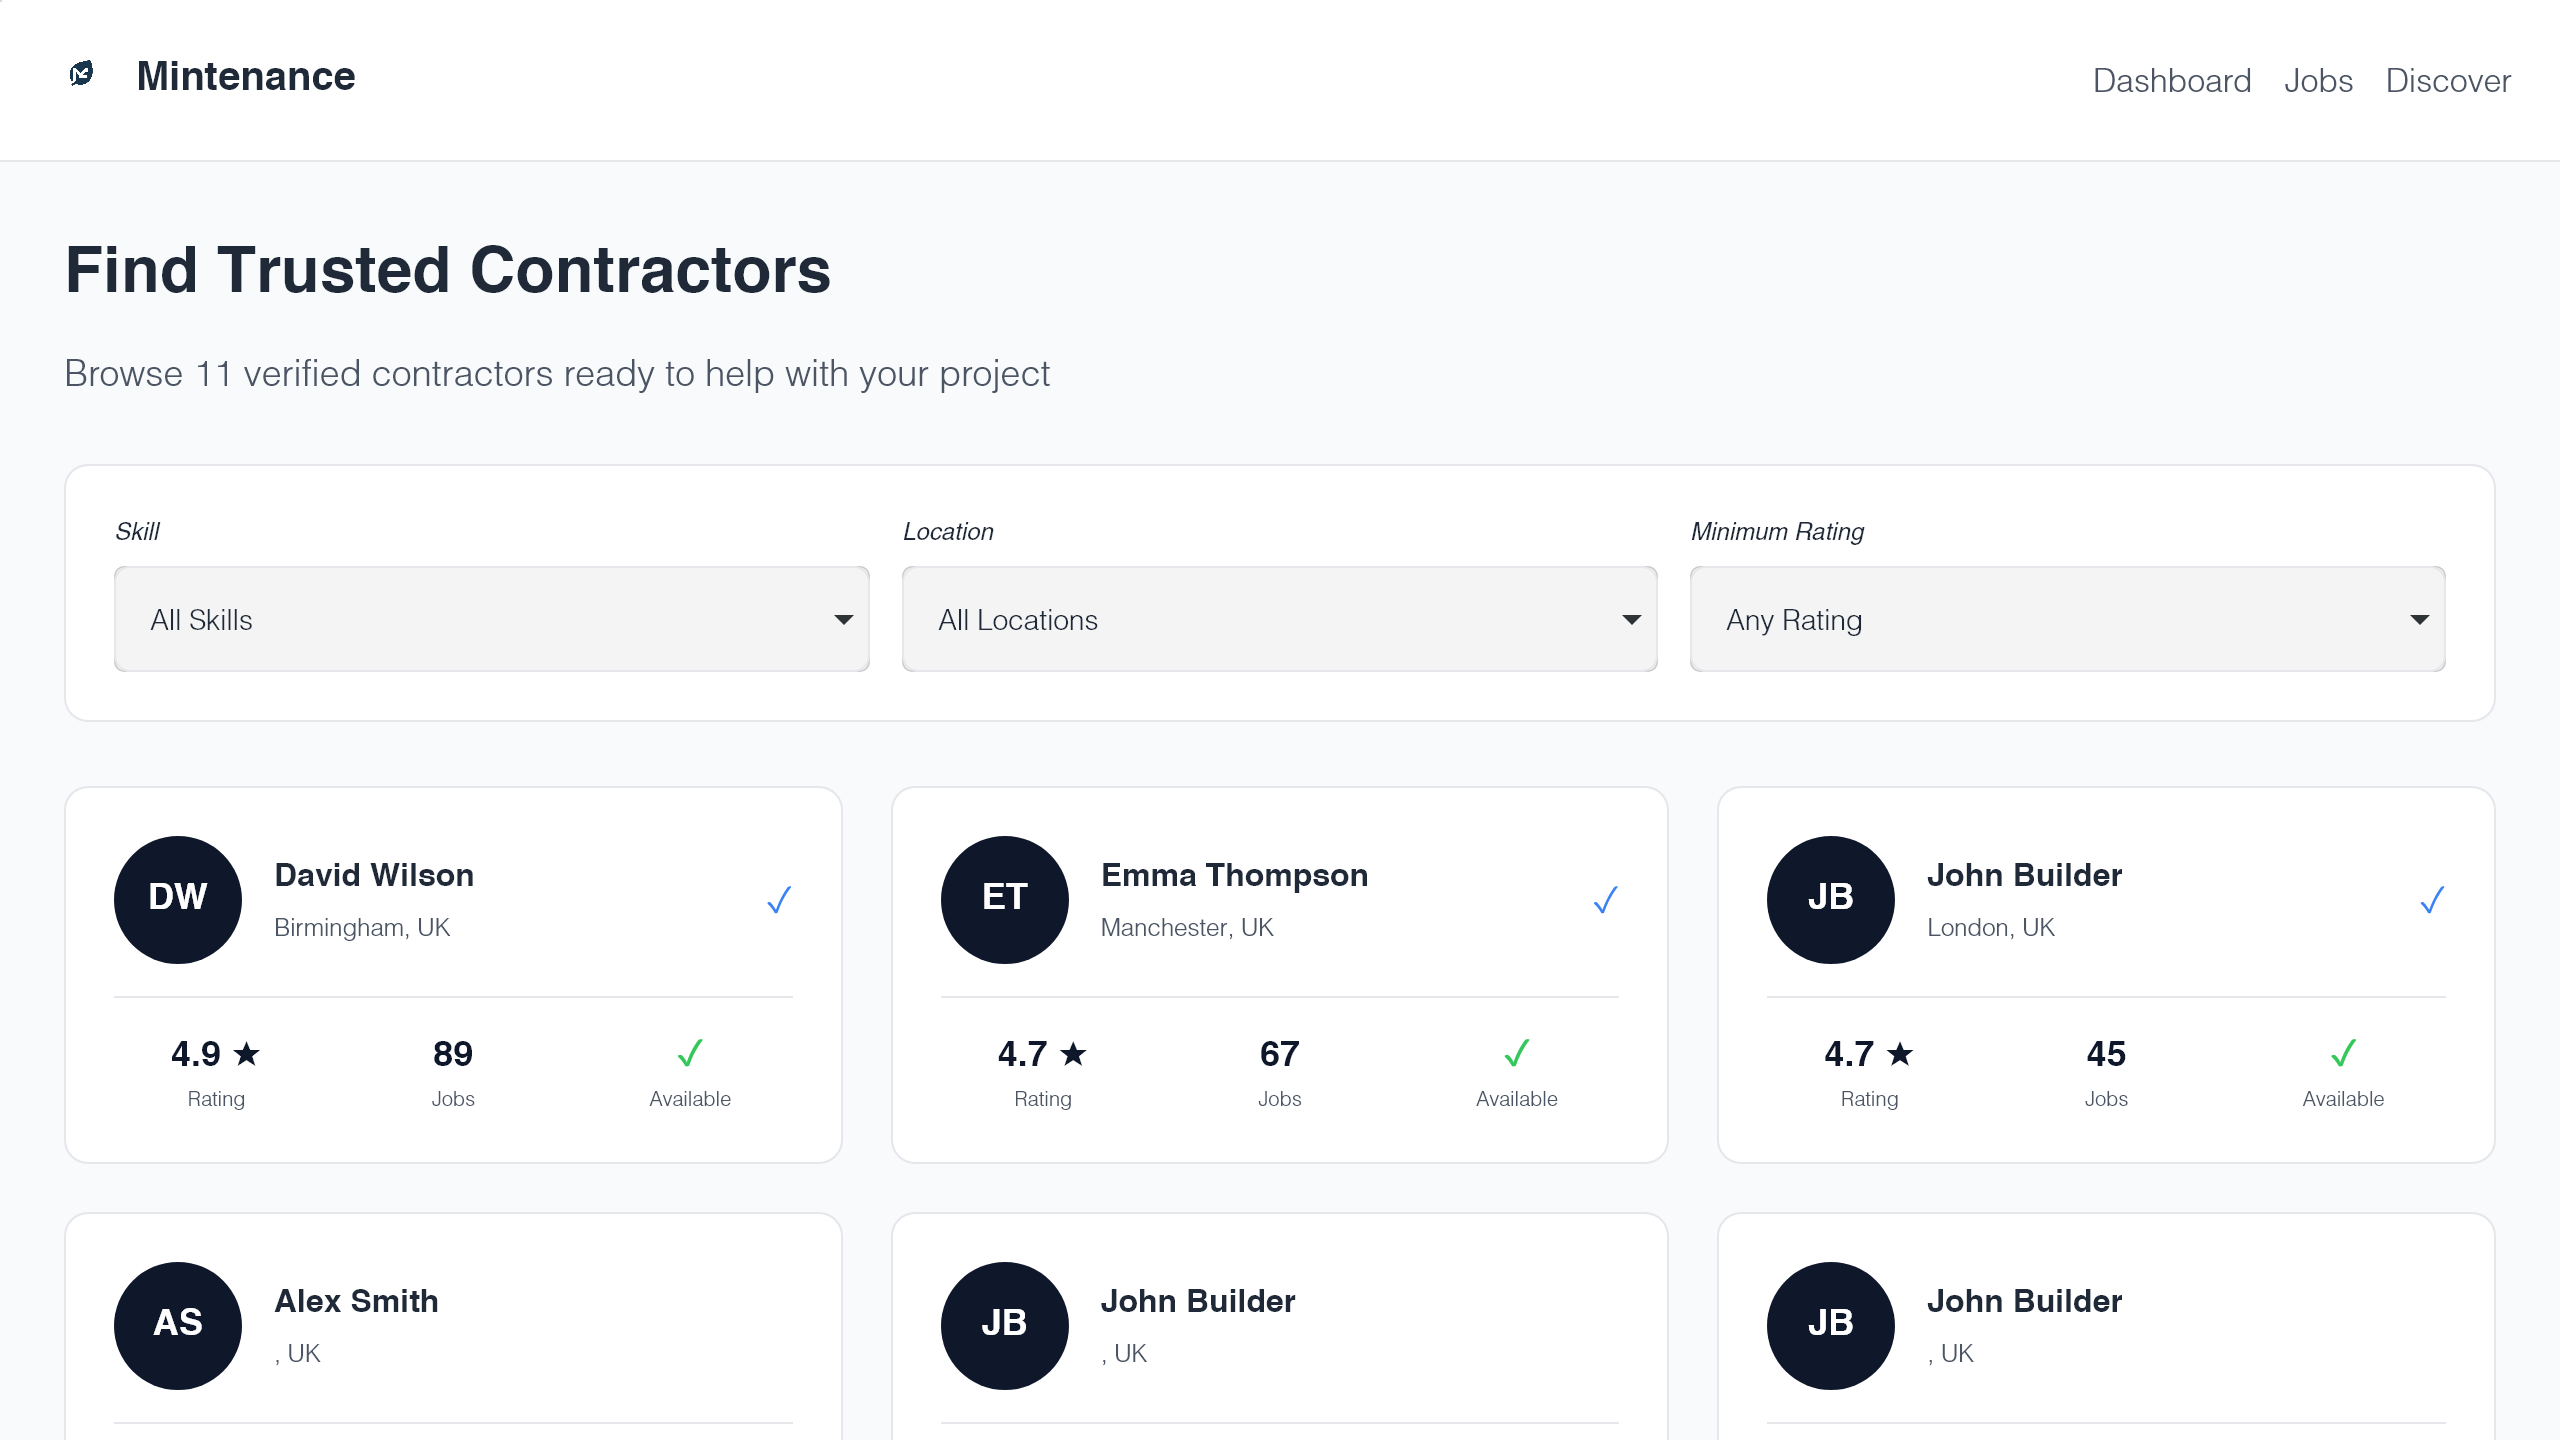 Mintenance
Dashboard Jobs Discover
Find Trusted Contractors
Browse 11 verified contractors ready to help with your project
Skill Location Minimum Rating
All Skills All Locations Any Rating
DW David Wilson ✓
Birmingham, UK
4.9 ★ 89 ✓
Rating Jobs Available
ET Emma Thompson ✓
Manchester, UK
4.7 ★ 67 ✓
Rating Jobs Available
JB John Builder ✓
London, UK
4.7 ★ 45 ✓
Rating Jobs Available
AS Alex Smith
, UK
JB John Builder
, UK
JB John Builder
, UK